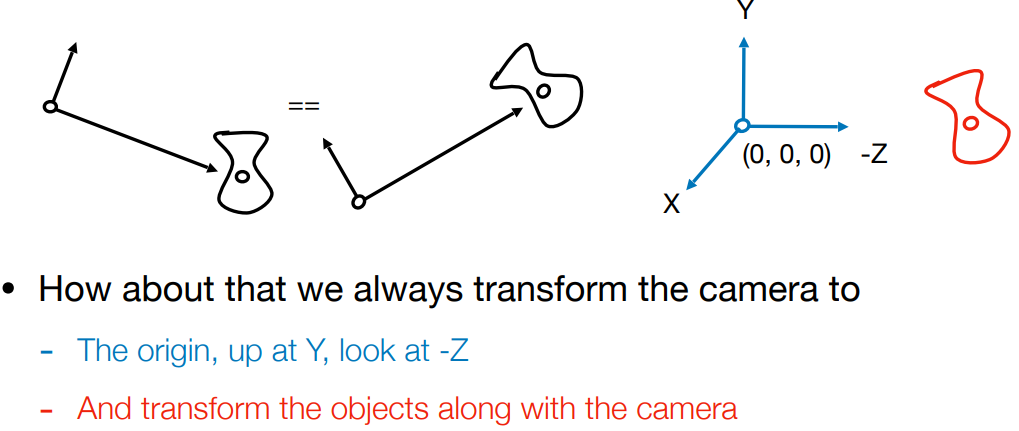 Y
==
(0, 0, 0) -Z
X
• How about that we always transform the camera to
- The origin, up at Y, look at -Z
- And transform the objects along with the camera